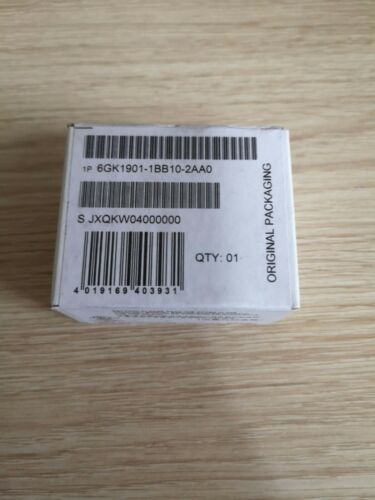 1P 6GK1901-1BB10-2AA0
S JXQKW04000000
QTY: 01
4 019169 403931
ORIGINAL PACKAGING